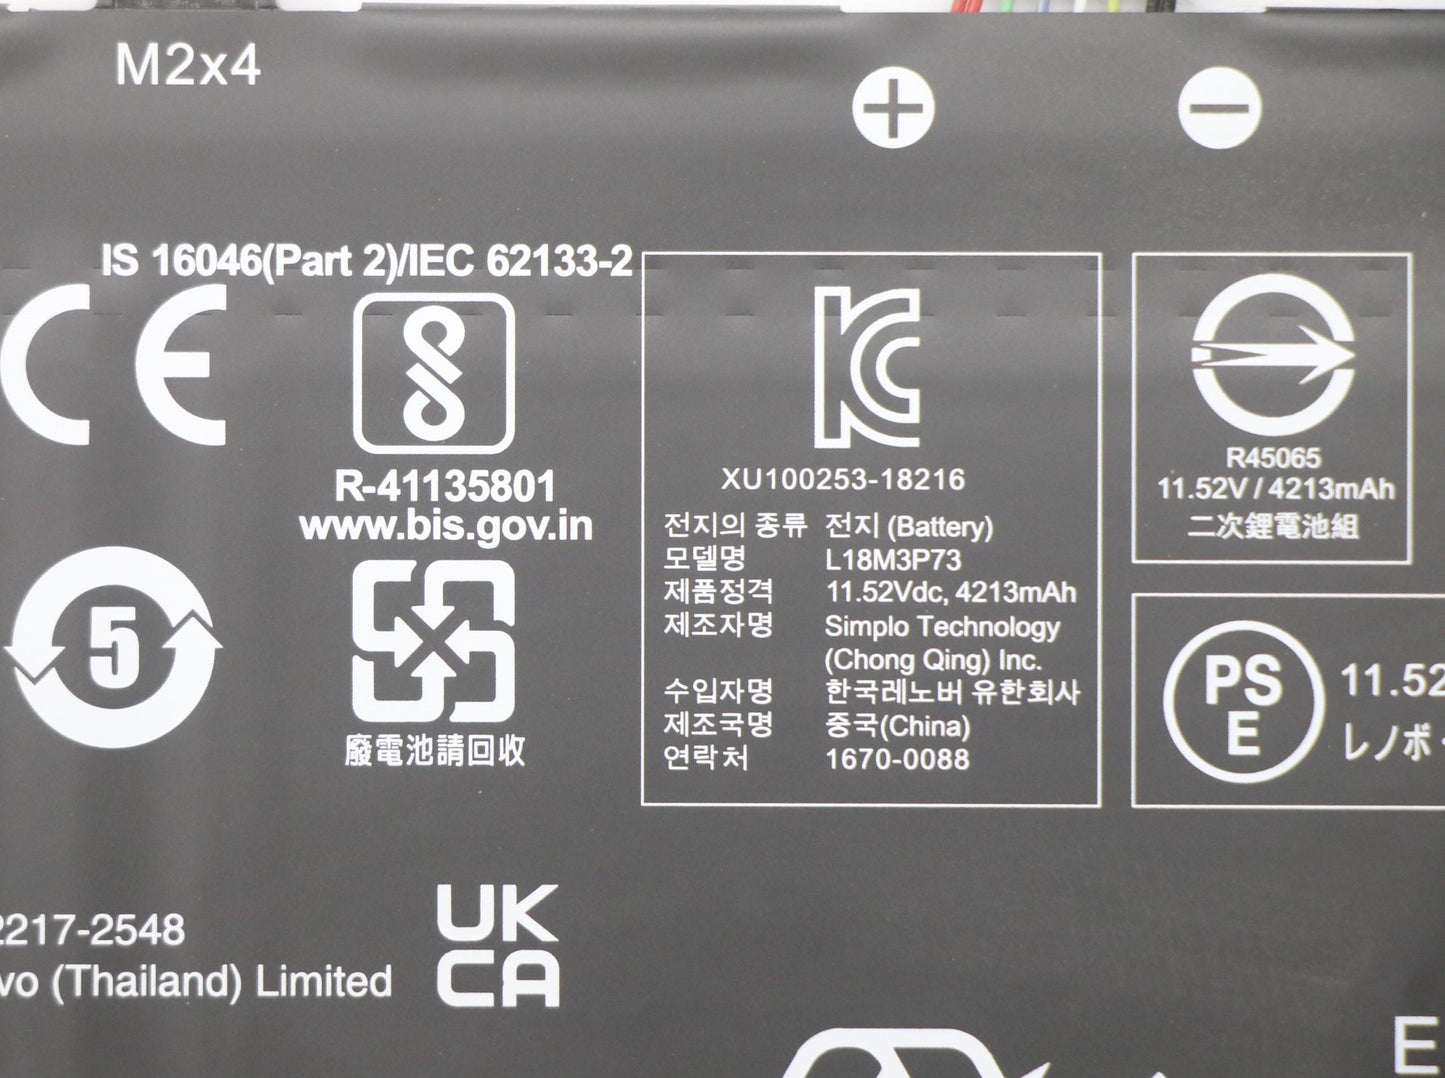 M2x4
IS 16046(Part 2)/IEC 62133-2
CE
R-41135801
www.bis.gov.in
5
廢電池請回收
XU100253-18216
전지의 종류 전지 (Battery)
모델명 L18M3P73
제품정격 11.52Vdc, 4213mAh
제조자명 Simplo Technology
(Chong Qing) Inc.
수입자명 한국레노버 유한회사
제조국명 중국(China)
연락처 1670-0088
R45065
11.52V / 4213mAh
二次鋰電池組
PS
E
11.52
レノボ・
2217-2548
vo (Thailand) Limited
UK
CA
E